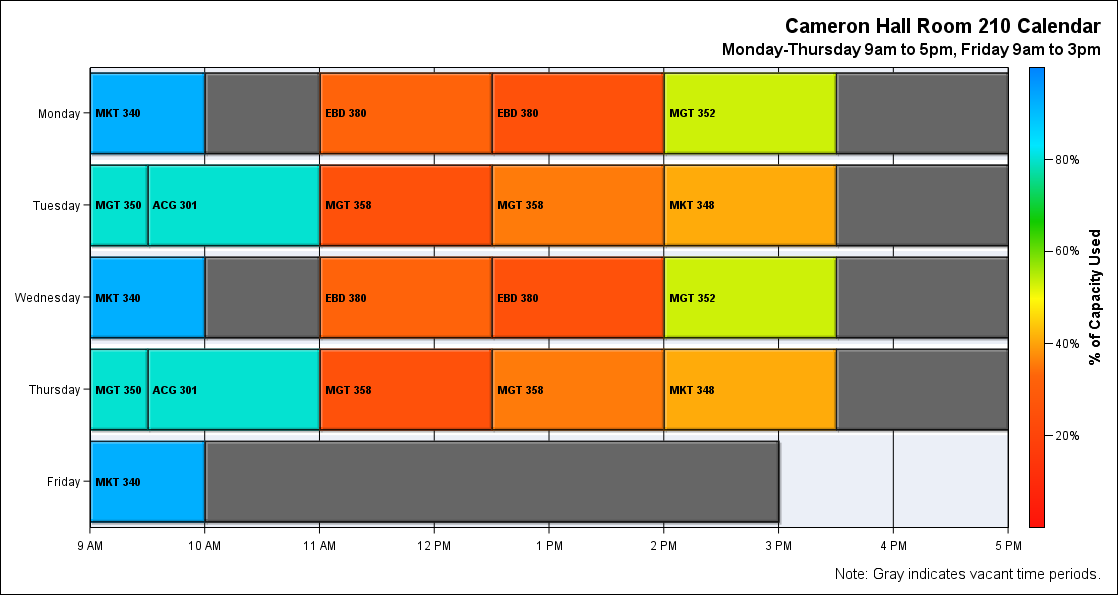 Cameron Hall Room 210 Calendar
Monday-Thursday 9am to 5pm, Friday 9am to 3pm
Monday
MKT 340
EBD 380
EBD 380
MGT 352
Tuesday
MGT 350
ACG 301
MGT 358
MGT 358
MKT 348
Wednesday
MKT 340
EBD 380
EBD 380
MGT 352
Thursday
MGT 350
ACG 301
MGT 358
MGT 358
MKT 348
Friday
MKT 340
9 AM
10 AM
11 AM
12 PM
1 PM
2 PM
3 PM
4 PM
5 PM
80%
60%
40%
20%
% of Capacity Used
Note: Gray indicates vacant time periods.